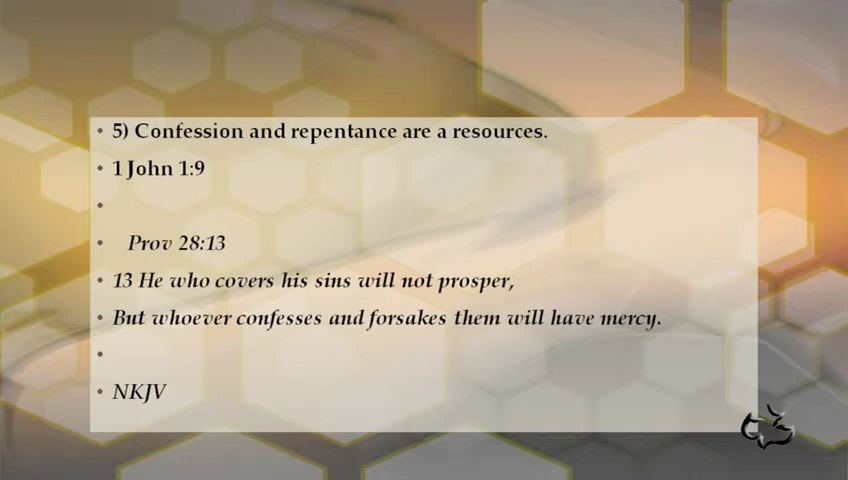 5) Confession and repentance are a resources.
1 John 1:9
Prov 28:13
13 He who covers his sins will not prosper,
But whoever confesses and forsakes them will have mercy.
NKJV